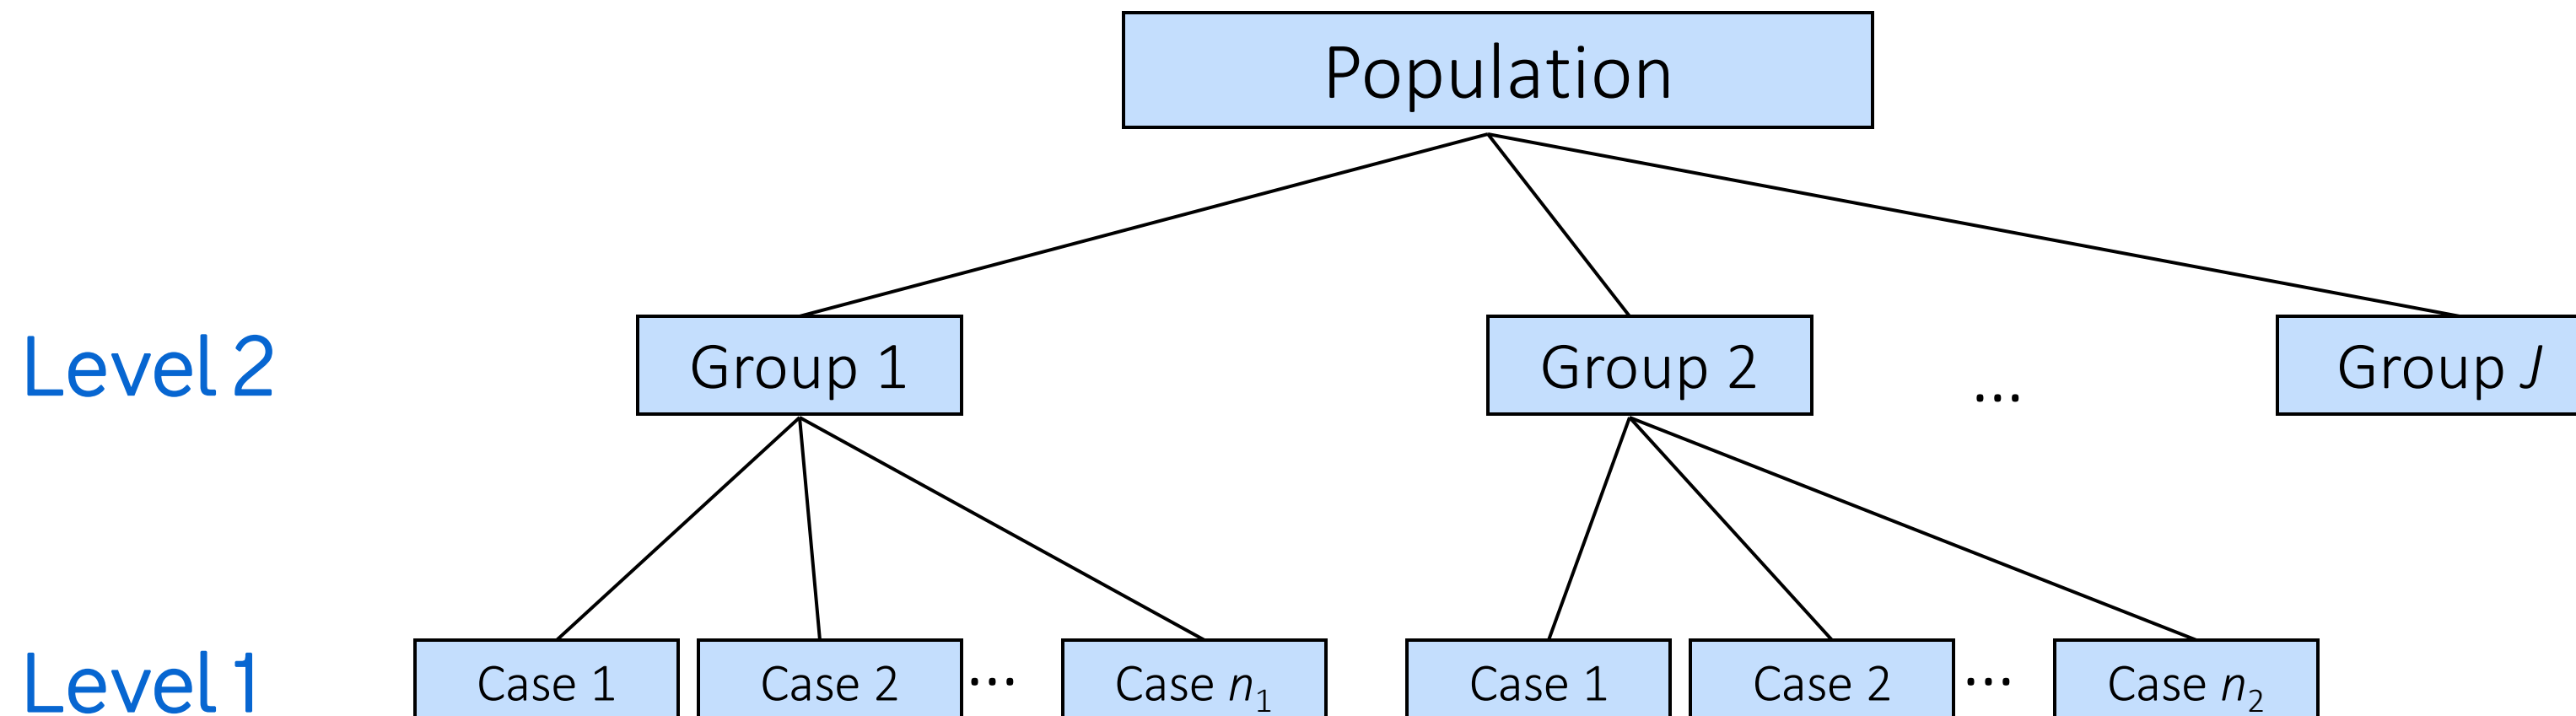 Population
Level 2 Group 1 Group 2 ... Group J
Level 1 Case 1 Case 2 ... Case n₁ Case 1 Case 2 ... Case n₂